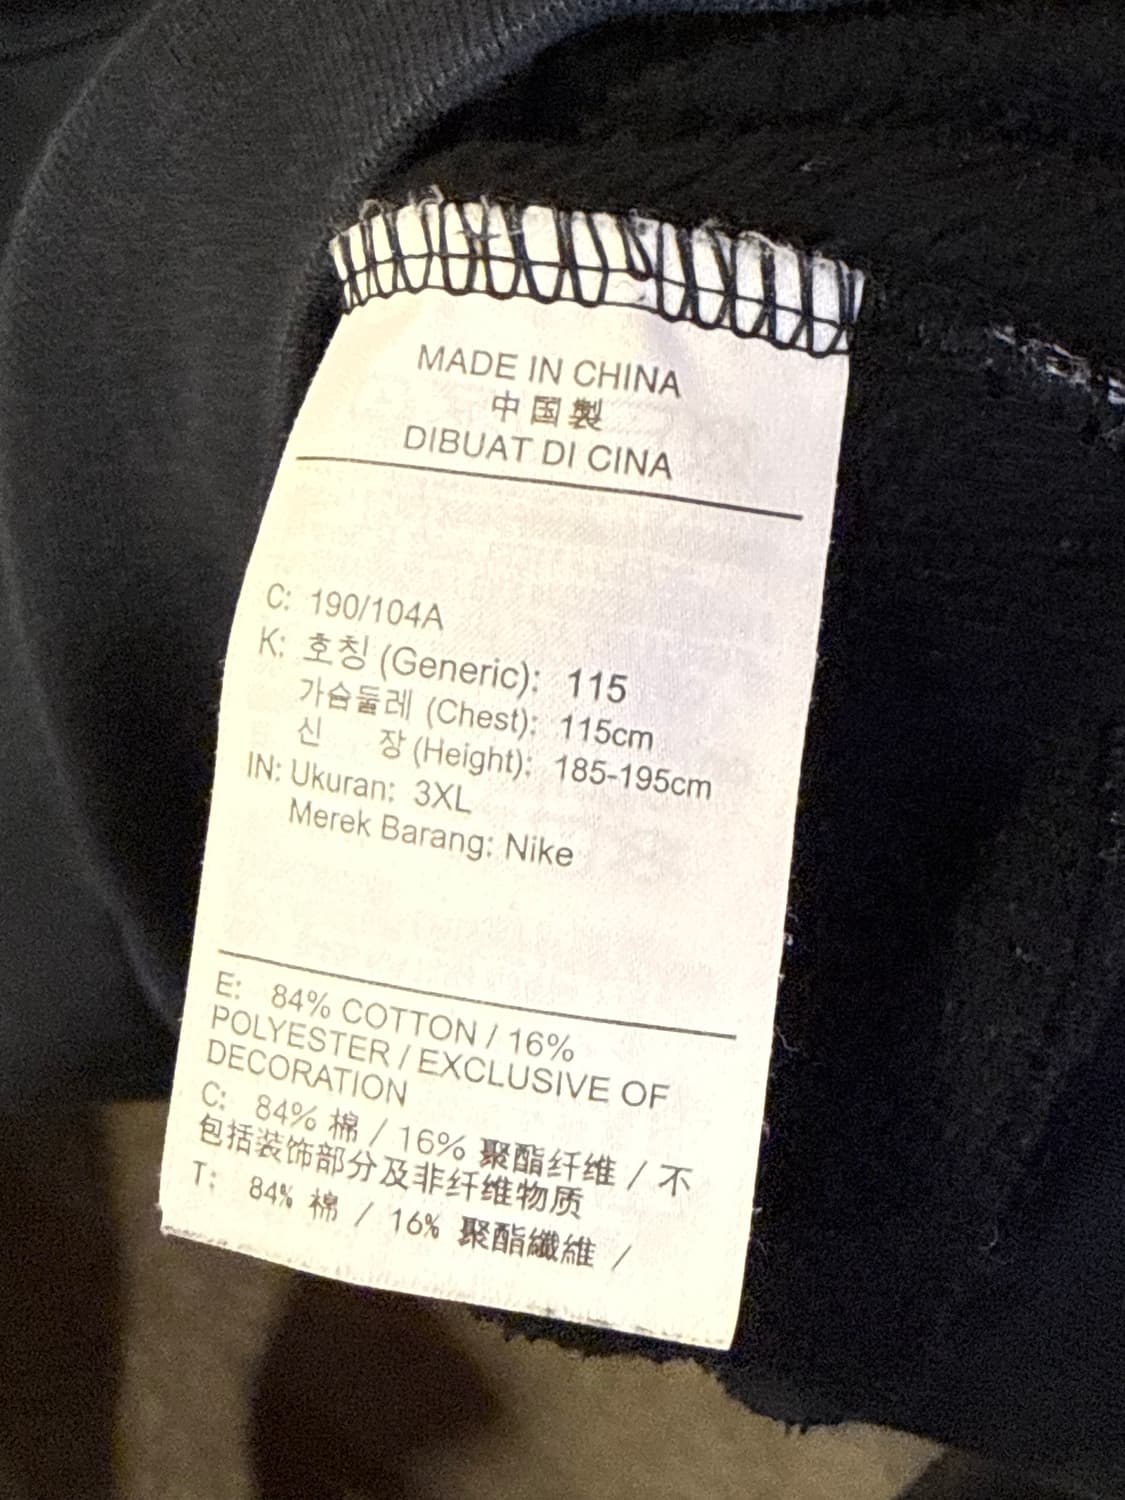 MADE IN CHINA
中国製
DIBUAT DI CINA
C: 190/104A
K: 호칭 (Generic): 115
가슴둘레 (Chest): 115cm
신 장 (Height): 185-195cm
IN: Ukuran: 3XL
Merek Barang: Nike
E: 84% COTTON / 16%
POLYESTER / EXCLUSIVE OF
DECORATION
C: 84% 棉 / 16% 聚酯纤维 / 不
包括装饰部分及非纤维物质
T: 84% 棉 / 16% 聚酯纖維 /